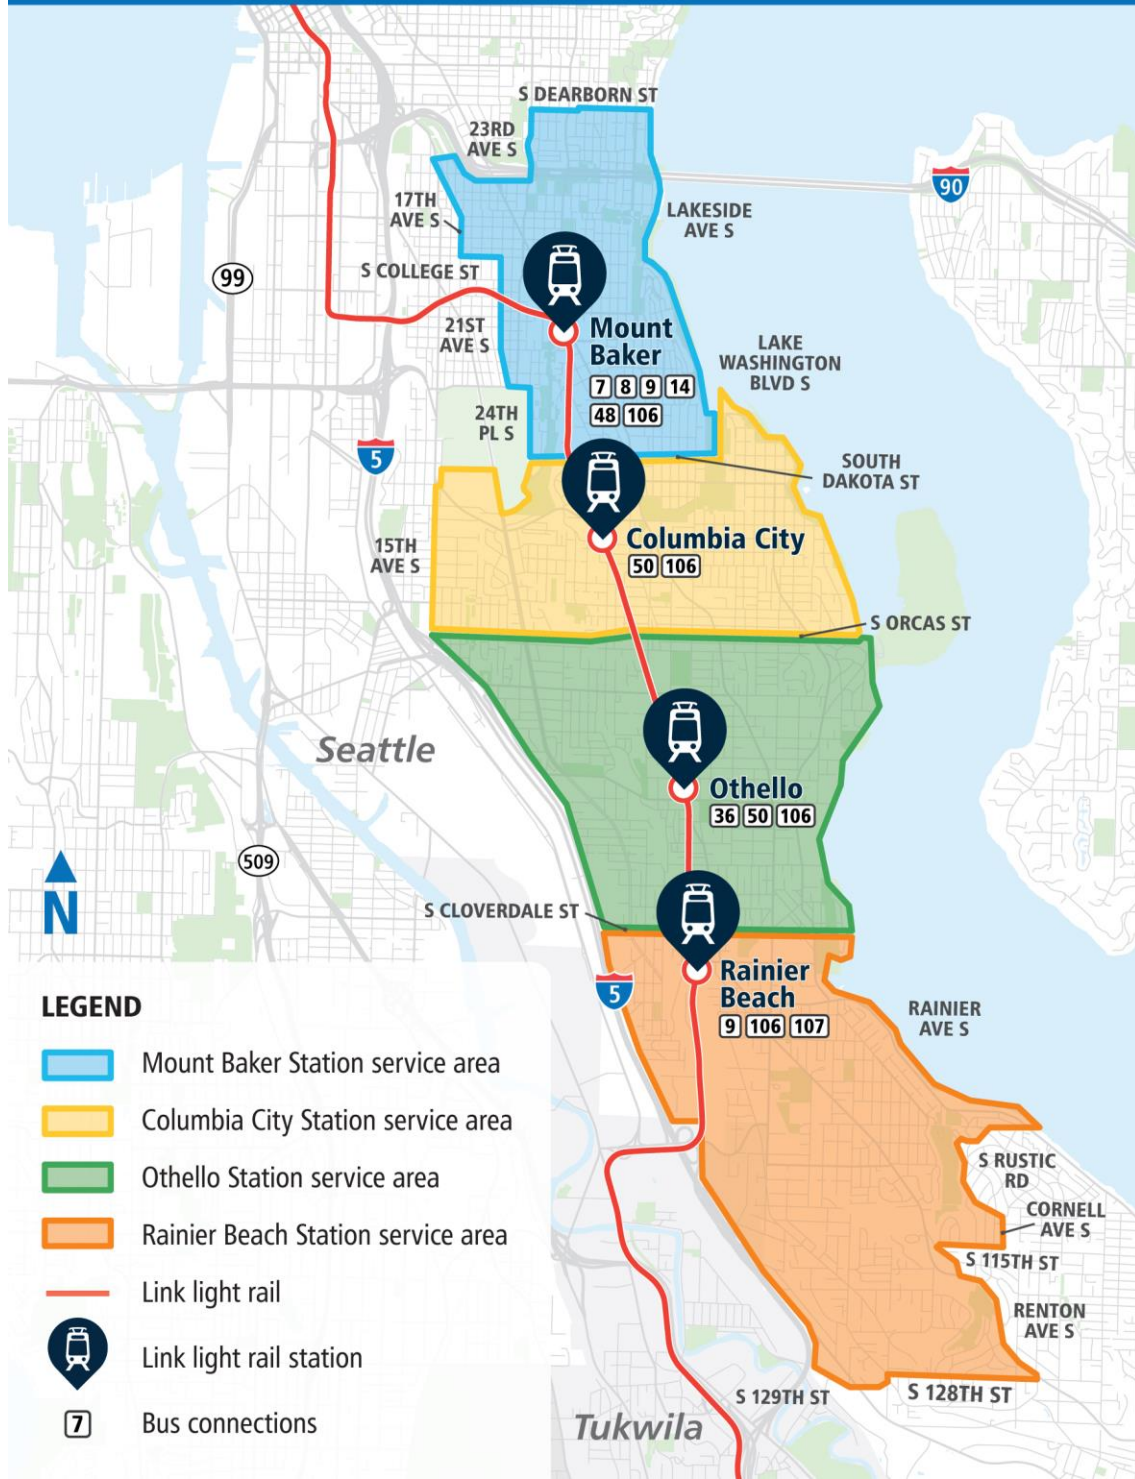 S DEARBORN ST
23RD
AVE S
90
17TH
AVE S
LAKESIDE
AVE S
99
S COLLEGE ST
21ST
AVE S
Mount
Baker
7 8 9 14
48 106
LAKE
WASHINGTON
BLVD S
24TH
PL S
5
SOUTH
DAKOTA ST
15TH
AVE S
Columbia City
50 106
S ORCAS ST
Seattle
Othello
36 50 106
509
N
S CLOVERDALE ST
5
Rainier
Beach
9 106 107
RAINIER
AVE S
S RUSTIC
RD
CORNELL
AVE S
S 115TH ST
RENTON
AVE S
S 129TH ST
S 128TH ST
Tukwila
LEGEND
Mount Baker Station service area
Columbia City Station service area
Othello Station service area
Rainier Beach Station service area
Link light rail
Link light rail station
7 Bus connections